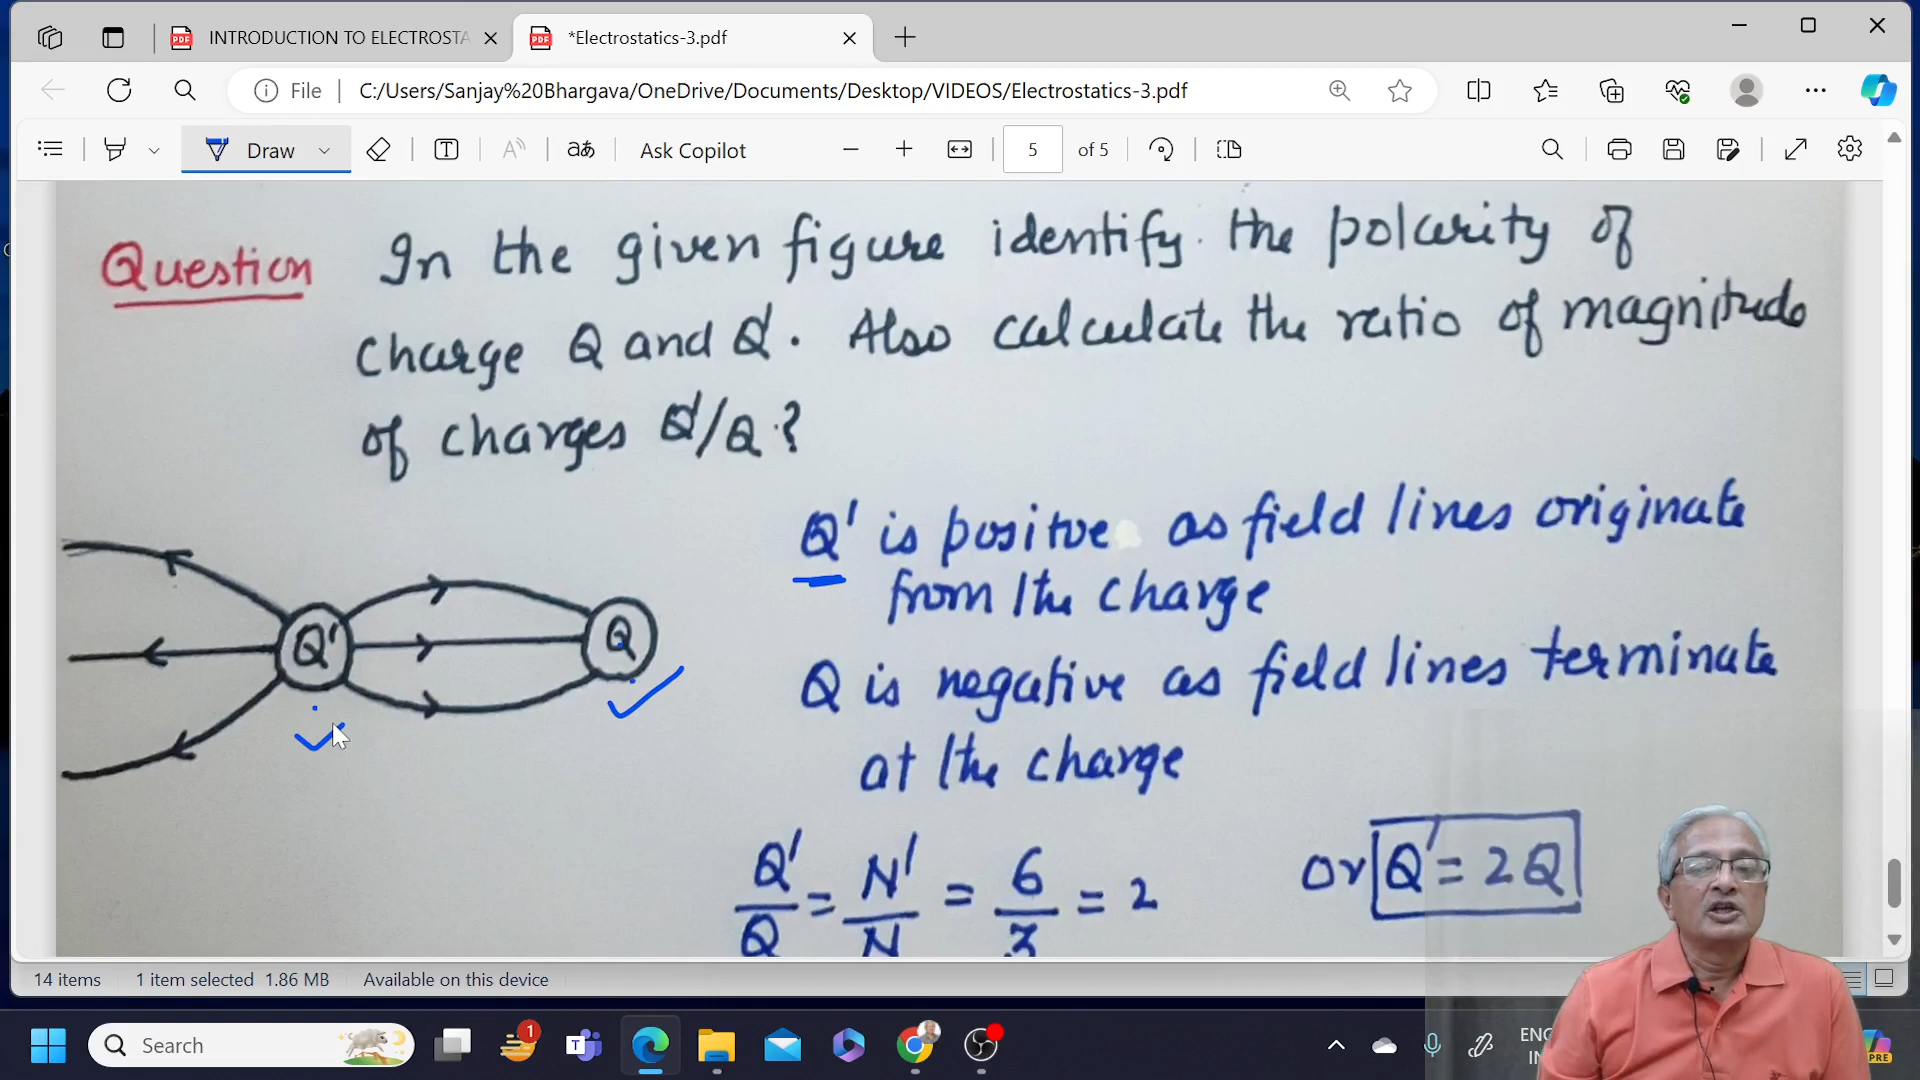 INTRODUCTION TO ELECTROSTA
*Electrostatics-3.pdf
File
C:/Users/Sanjay%20Bhargava/OneDrive/Documents/Desktop/VIDEOS/Electrostatics-3.pdf
Draw
Ask Copilot
5 of 5
Question In the given figure identify the polarity of
charge Q and Q'. Also calculate the ratio of magnitude
of charges Q'/Q ?
Q' is positve as field lines originate
from the charge
Q is negative as field lines terminate
at the charge
Q'
Q
Q'/Q = N'/N = 6/3 = 2 or Q' = 2Q
14 items 1 item selected 1.86 MB Available on this device
Search
1
ENG
IN
PRE